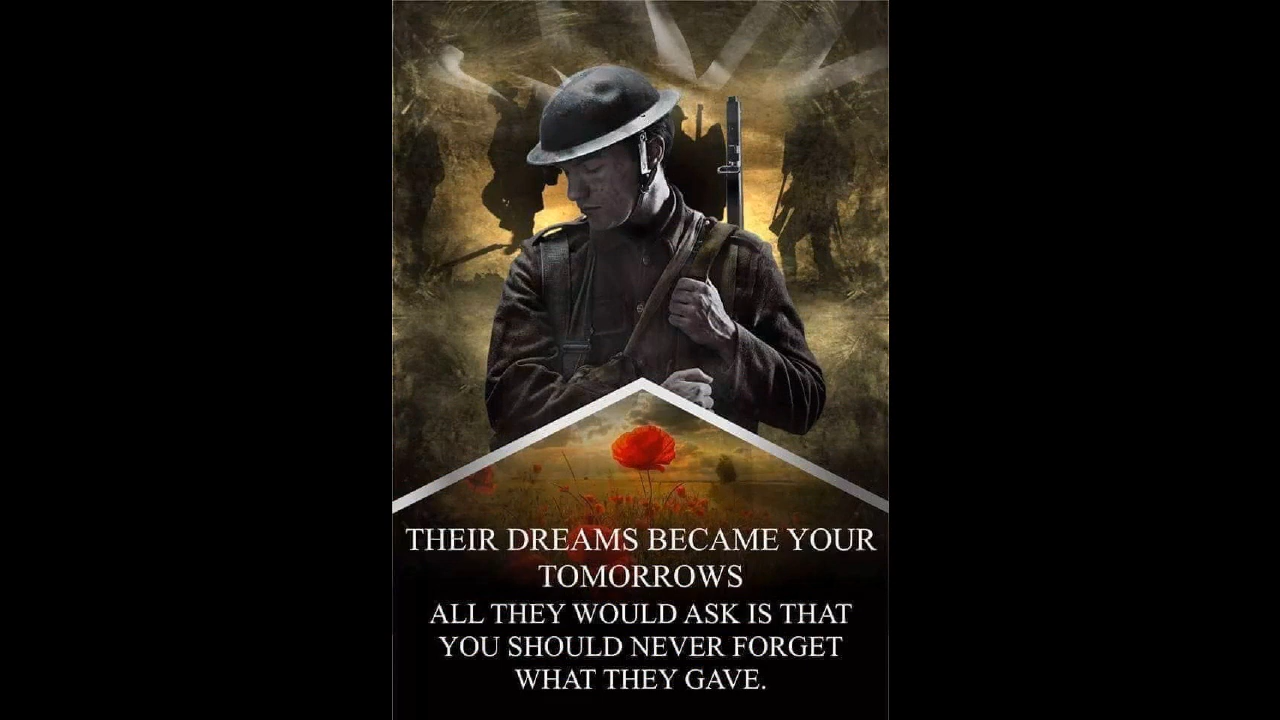 THEIR DREAMS BECAME YOUR
TOMORROWS
ALL THEY WOULD ASK IS THAT
YOU SHOULD NEVER FORGET
WHAT THEY GAVE.